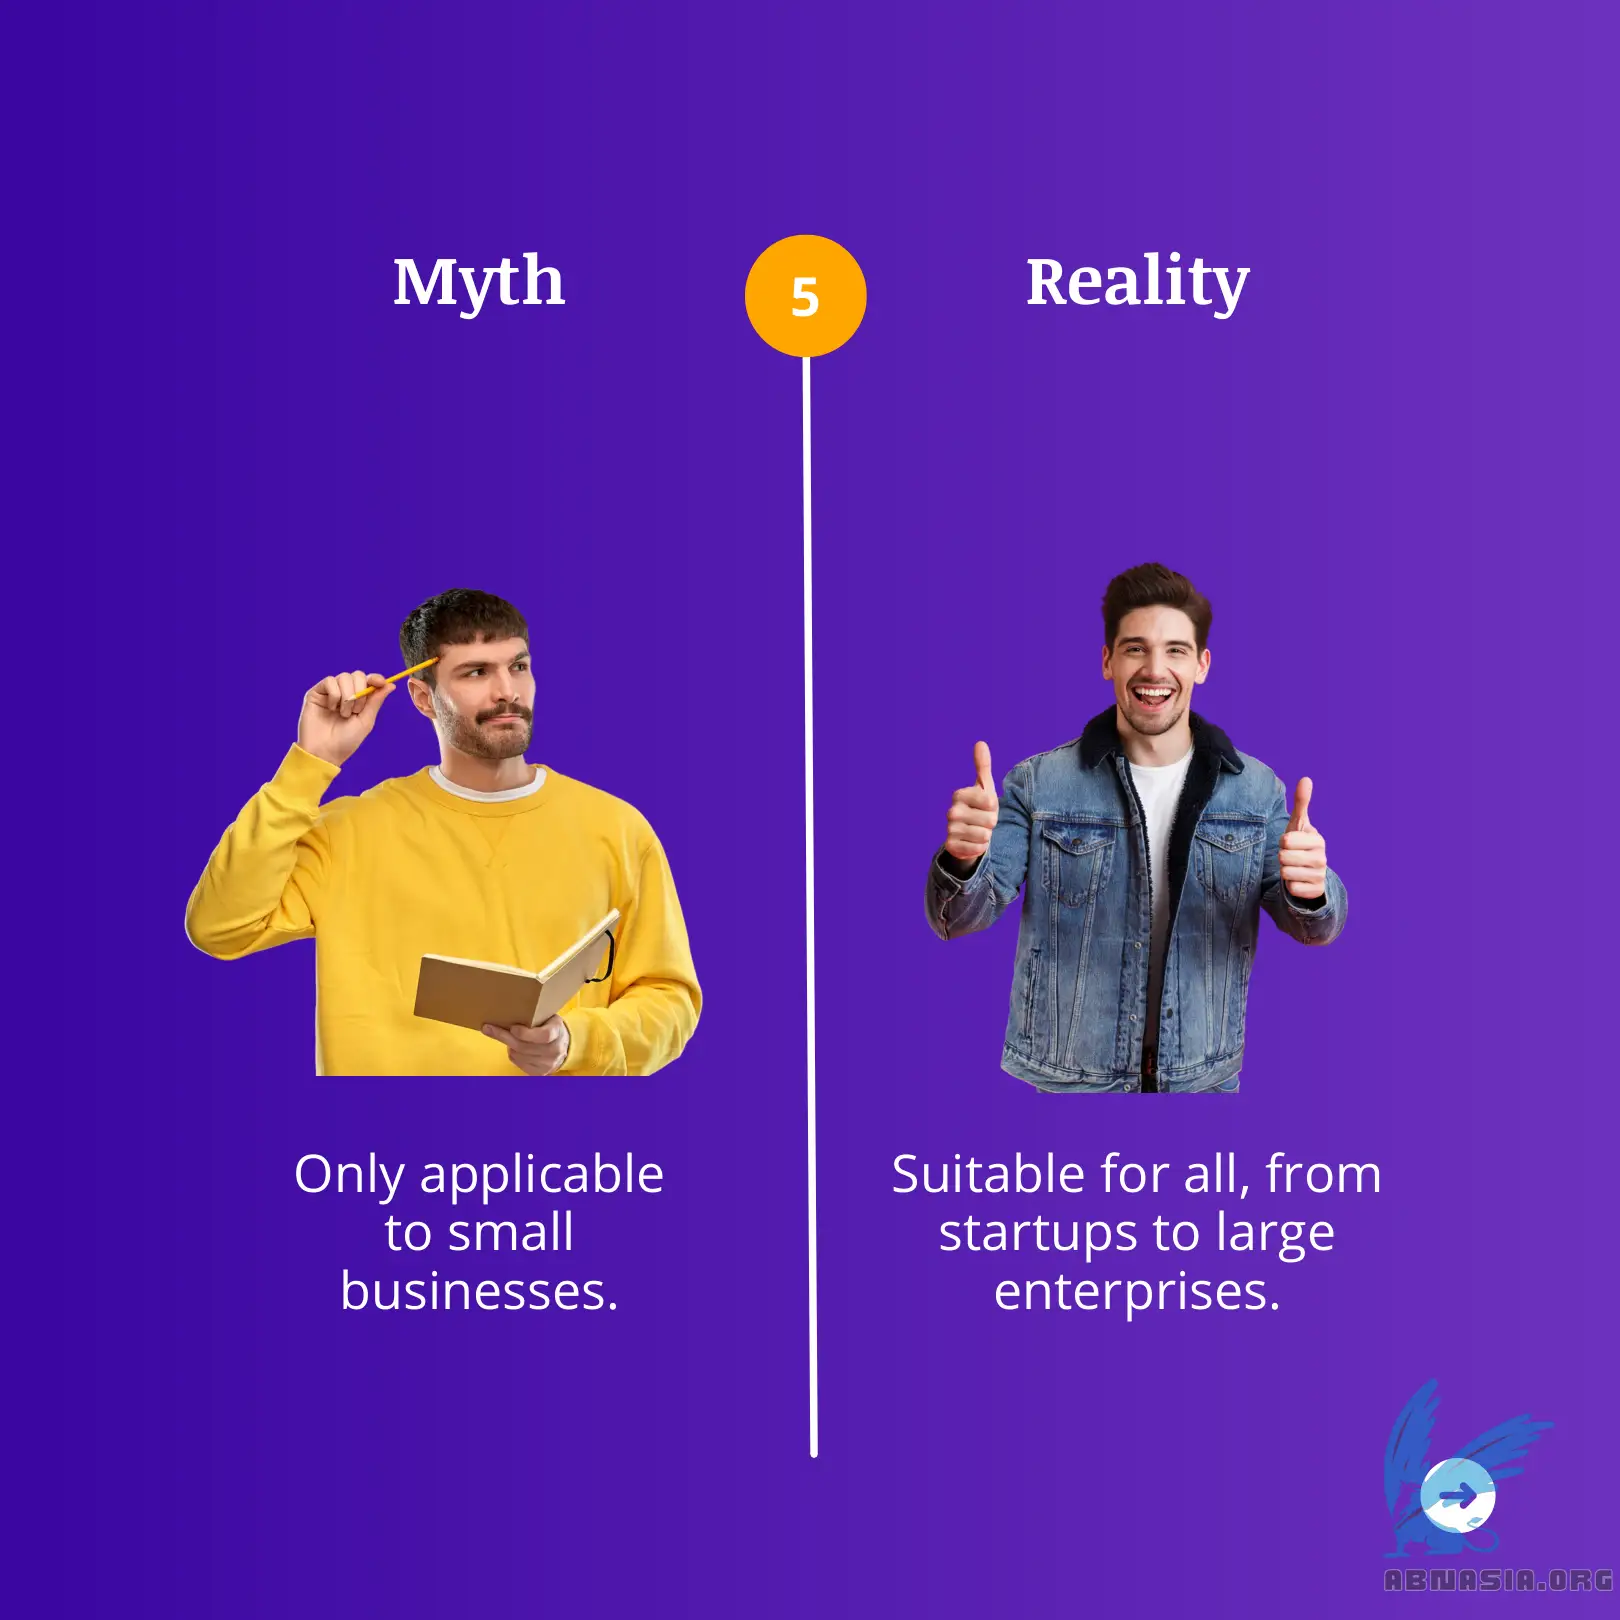 Myth
5
Reality
Only applicable
to small
businesses.
Suitable for all, from
startups to large
enterprises.
ABNASIA.ORG